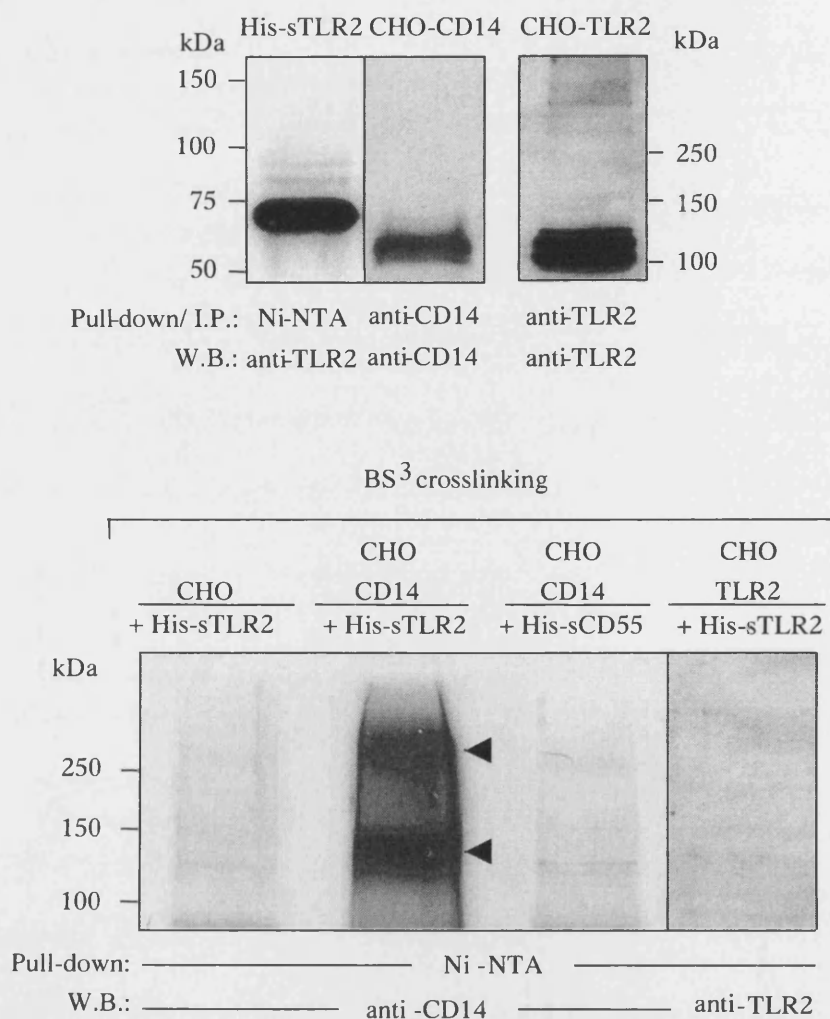 His-sTLR2 CHO-CD14 CHO-TLR2
kDa kDa
150
100
75
50
250
150
100
Pull-down/ I.P.: Ni-NTA anti-CD14 anti-TLR2
W.B.: anti-TLR2 anti-CD14 anti-TLR2
BS3 crosslinking
CHO CHO CHO
CHO CD14 CD14 TLR2
+ His-sTLR2 + His-sTLR2 + His-sCD55 + His-sTLR2
kDa
250
150
100
Pull-down: Ni -NTA
W.B.: anti -CD14 anti-TLR2